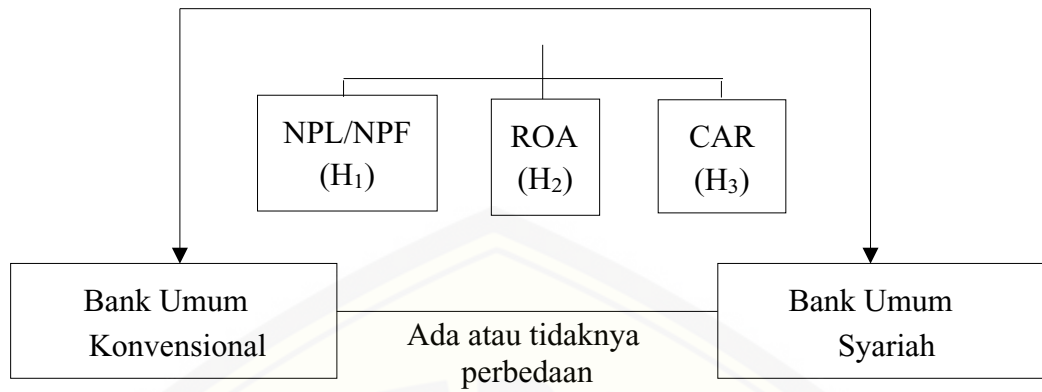 NPL/NPF
(H₁)
ROA
(H₂)
CAR
(H₃)
Bank Umum
Konvensional
Ada atau tidaknya
perbedaan
Bank Umum
Syariah